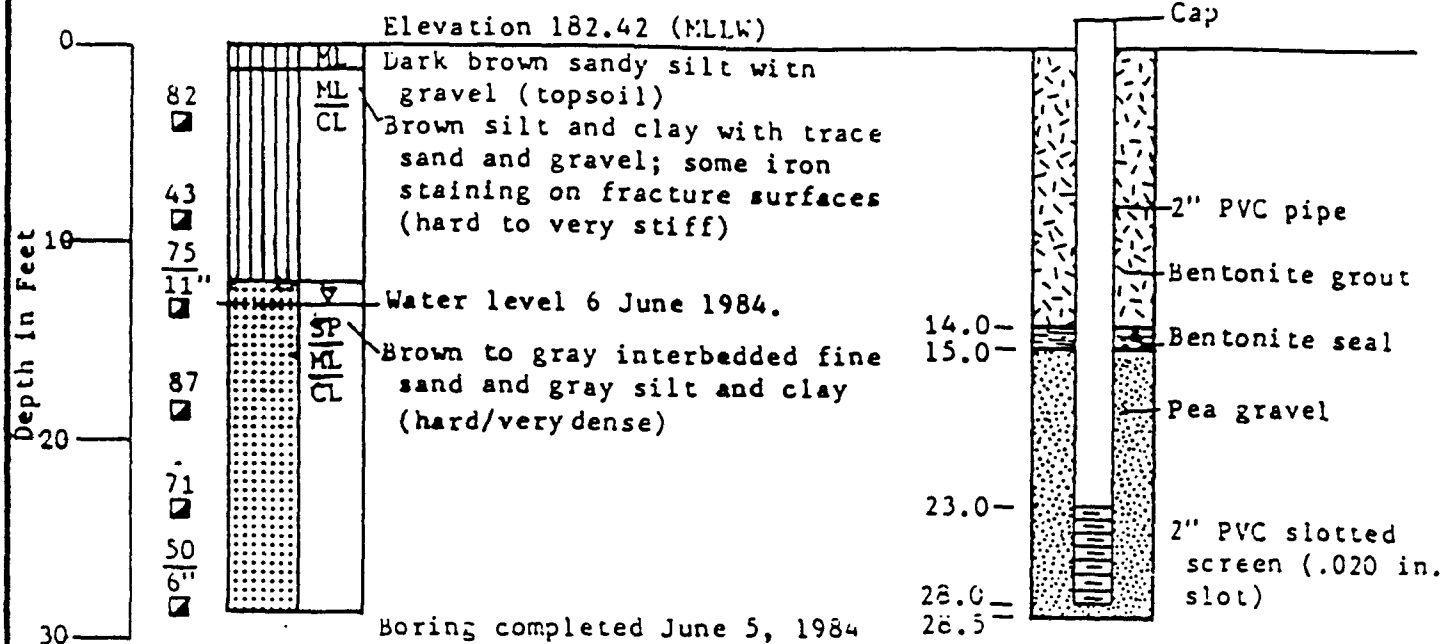 Elevation 182.42 (MLLW)
Cap
0
ML
Dark brown sandy silt with
gravel (topsoil)
82
ML
CL
Brown silt and clay with trace
sand and gravel; some iron
staining on fracture surfaces
(hard to very stiff)
43
2" PVC pipe
Depth in Feet
10
75
11"
Bentonite grout
Water level 6 June 1984.
14.0
SP
ML
CL
Brown to gray interbedded fine
sand and gray silt and clay
(hard/very dense)
15.0
Bentonite seal
87
Pea gravel
20
71
23.0
2" PVC slotted
screen (.020 in.
slot)
50
6"
28.0
28.5
30
Boring completed June 5, 1984